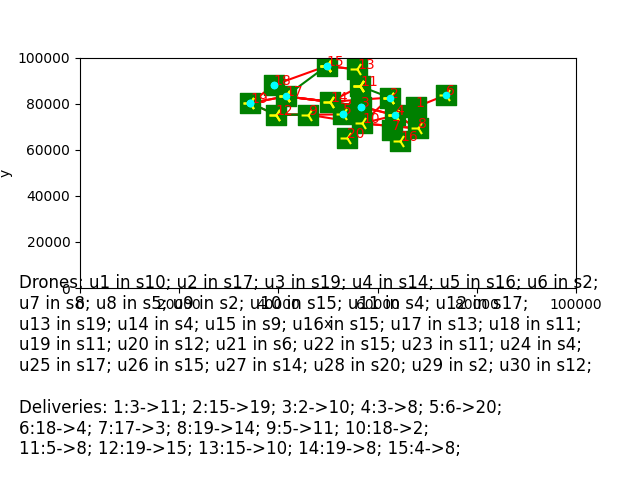 100000
80000
60000
40000
20000
0
y
0 20000 40000 60000 80000 100000
x
Drones: u1 in s10; u2 in s17; u3 in s19; u4 in s14; u5 in s16; u6 in s2;
u7 in s8; u8 in s5; u9 in s2; u10 in s15; u11 in s4; u12 in s17;
u13 in s19; u14 in s4; u15 in s9; u16 in s15; u17 in s13; u18 in s11;
u19 in s11; u20 in s12; u21 in s6; u22 in s15; u23 in s11; u24 in s4;
u25 in s17; u26 in s15; u27 in s14; u28 in s20; u29 in s2; u30 in s12;
Deliveries: 1:3->11; 2:15->19; 3:2->10; 4:3->8; 5:6->20;
6:18->4; 7:17->3; 8:19->14; 9:5->11; 10:18->2;
11:5->8; 12:19->15; 13:15->10; 14:19->8; 15:4->8;